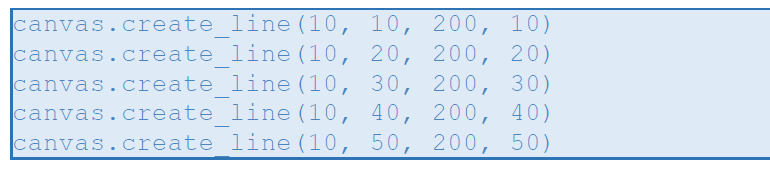 canvas.create_line(10, 10, 200, 10)
canvas.create_line(10, 20, 200, 20)
canvas.create_line(10, 30, 200, 30)
canvas.create_line(10, 40, 200, 40)
canvas.create_line(10, 50, 200, 50)